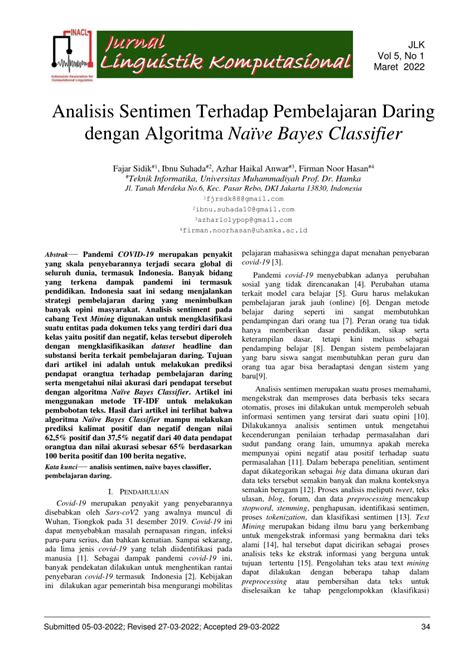 INACL
Indonesian Association for
Computational Linguistics
Jurnal
Linguistik Komputasional
JLK
Vol 5, No 1
Maret 2022
Analisis Sentimen Terhadap Pembelajaran Daring
dengan Algoritma Naïve Bayes Classifier
Fajar Sidik#1, Ibnu Suhada#2, Azhar Haikal Anwar#3, Firman Noor Hasan#4
#Teknik Informatika, Universitas Muhammadiyah Prof. Dr. Hamka
Jl. Tanah Merdeka No.6, Kec. Pasar Rebo, DKI Jakarta 13830, Indonesia
1fjrsdk88@gmail.com
2ibnu.suhada10@gmail.com
3azharlolypop@gmail.com
4firman.noorhasan@uhamka.ac.id
Abstrak— Pandemi COVID-19 merupakan penyakit
yang skala penyebarannya terjadi secara global di
seluruh dunia, termasuk Indonesia. Banyak bidang
yang terkena dampak pandemi ini termasuk
pendidikan. Indonesia saat ini sedang menjalankan
strategi pembelajaran daring yang menimbulkan
banyak opini masyarakat. Analisis sentiment pada
cabang Text Mining digunakan untuk mengklasifikasi
suatu entitas pada dokumen teks yang terdiri dari dua
kelas yaitu positif dan negatif, kelas tersebut diperoleh
dengan mengklasifikasikan dataset headline dan
substansi berita terkait pembelajaran daring. Tujuan
dari artikel ini adalah untuk melakukan prediksi
pendapat orangtua terhadap pembelajaran daring
serta mengetahui nilai akurasi dari pendapat tersebut
dengan algoritma Naïve Bayes Classifier. Artikel ini
menggunakan metode TF-IDF untuk melakukan
pembobotan teks. Hasil dari artikel ini terlihat bahwa
algoritma Naïve Bayes Classifier mampu melakukan
prediksi kalimat positif dan negatif dengan nilai
62,5% positif dan 37,5% negatif dari 40 data pendapat
orangtua dan nilai akurasi sebesar 65% berdasarkan
100 berita positif dan 100 berita negative.
Kata kunci— analisis sentimen, naïve bayes classifier,
pembelajaran daring.
I. PENDAHULUAN
Covid-19 merupakan penyakit yang penyebarannya
disebabkan oleh Sars-coV2 yang awalnya muncul di
Wuhan, Tiongkok pada 31 desember 2019. Covid-19 ini
dapat menyebabkan masalah pernapasan ringan, infeksi
paru-paru serius, dan bahkan kematian. Sampai sekarang,
ada lima jenis covid-19 yang telah diidentifikasi pada
manusia [1]. Sebagai dampak pandemi covid-19 ini,
banyak pendekatan dilakukan untuk menghentikan rantai
penyebaran covid-19 termasuk Indonesia [2]. Kebijakan
ini dilakukan agar pemerintah bisa mengurangi mobilitas
pelajaran mahasiswa sehingga dapat menahan penyebaran
covid-19 [3].
Pandemi covid-19 menyebabkan adanya perubahan
sosial yang tidak direncanakan [4]. Perubahan utama
terkait model cara belajar [5]. Guru harus melakukan
pembelajaran jarak jauh (online) [6]. Dengan metode
belajar daring seperti ini sangat membutuhkan
pendampingan dari orang tua [7]. Peran orang tua tidak
hanya memberikan dasar pendidikan, sikap serta
keterampilan dasar, tetapi kini meluas sebagai
pendamping belajar [8]. Dengan sistem pembelajaran
yang baru siswa sangat membutuhkan peran guru dan
orang tua agar bisa beradaptasi dengan sistem yang
baru[9].
Analisis sentimen merupakan suatu proses memahami,
mengekstrak dan memproses data berbasis teks secara
otomatis, proses ini dilakukan untuk memperoleh sebuah
informasi sentimen yang tersirat dari suatu opini [10].
Dilakukannya analisis sentimen untuk mengetahui
kecenderungan penilaian terhadap permasalahan dari
sudut pandang orang lain, umumnya apakah mereka
mempunyai opini negatif atau positif terhadap suatu
permasalahan [11]. Dalam beberapa penelitian, sentiment
dapat dikategorikan sebagai big data dimana ukuran dari
data teks tersebut semakin banyak dan makna konteksnya
semakin beragam [12]. Proses analisis meliputi tweet, teks
ulasan, blog, forum, dan data preprocessing mencakup
stopword, stemming, penghapusan, identifikasi sentimen,
proses tokenization, dan klasifikasi sentimen [13]. Text
Mining merupakan bidang ilmu baru yang berkembang
untuk mengekstrak informasi yang bermakna dari teks
alami [14], hal tersebut dapat dicirikan sebagai proses
analisis teks ke ekstrak informasi yang berguna untuk
tujuan tertentu [15]. Pengolahan teks atau text mining
dapat dilakukan dengan beberapa tahap dalam
preprocessing atau pembersihan dari data teks untuk
diselesaikan ke tahap pengelompokkan (klasifikasi)
Submitted 05-03-2022; Revised 27-03-2022; Accepted 29-03-2022
34